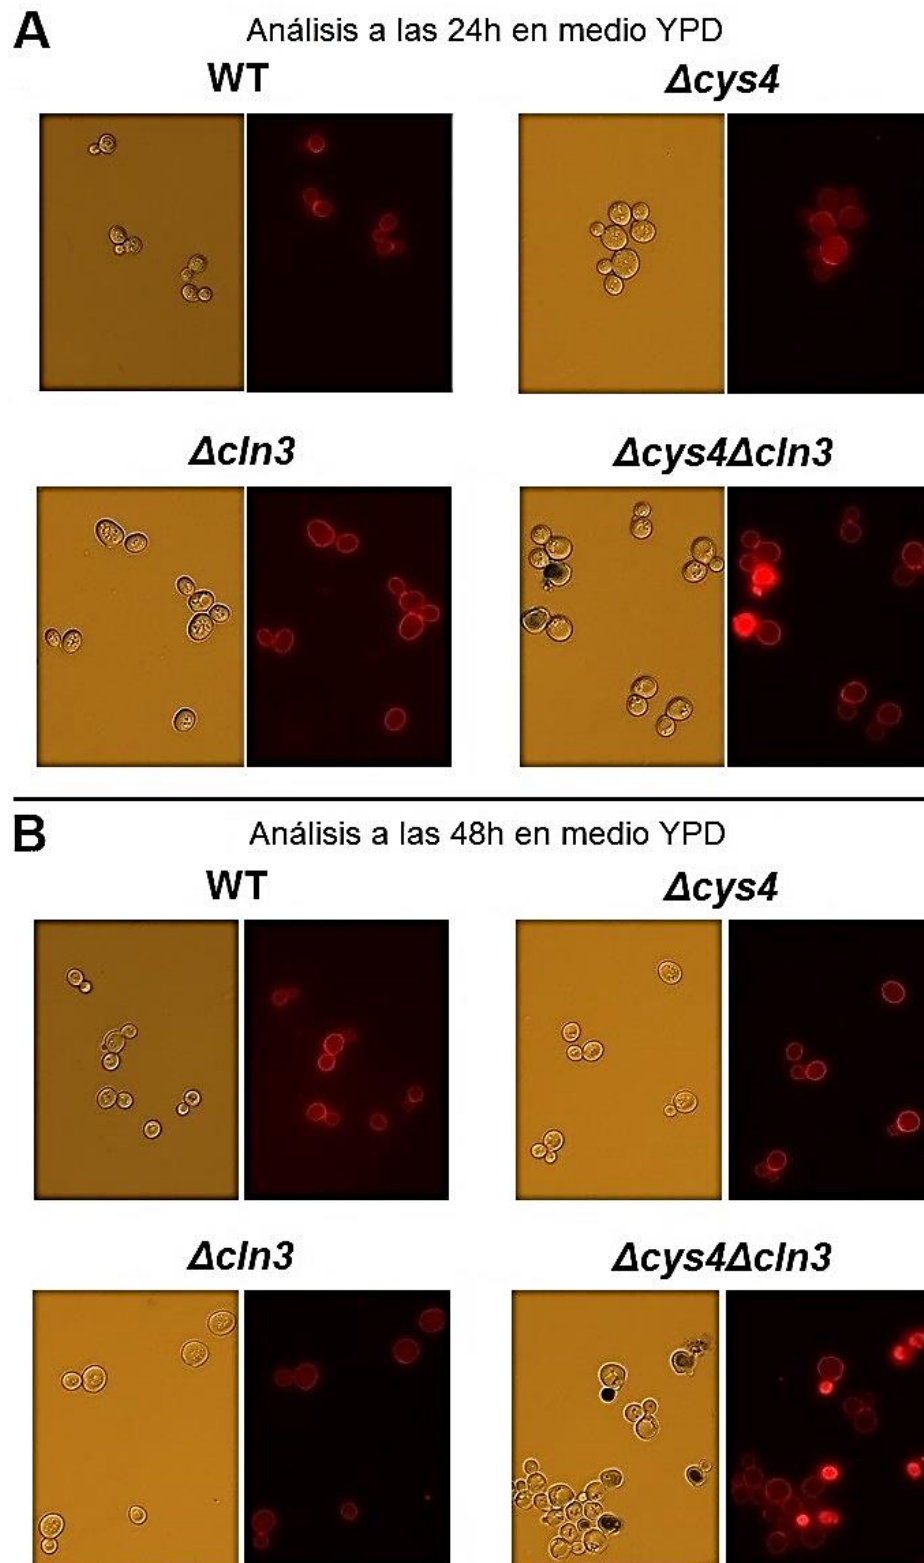 A
Análisis a las 24h en medio YPD
WT
Δcys4
Δcln3
Δcys4Δcln3
B
Análisis a las 48h en medio YPD
WT
Δcys4
Δcln3
Δcys4Δcln3